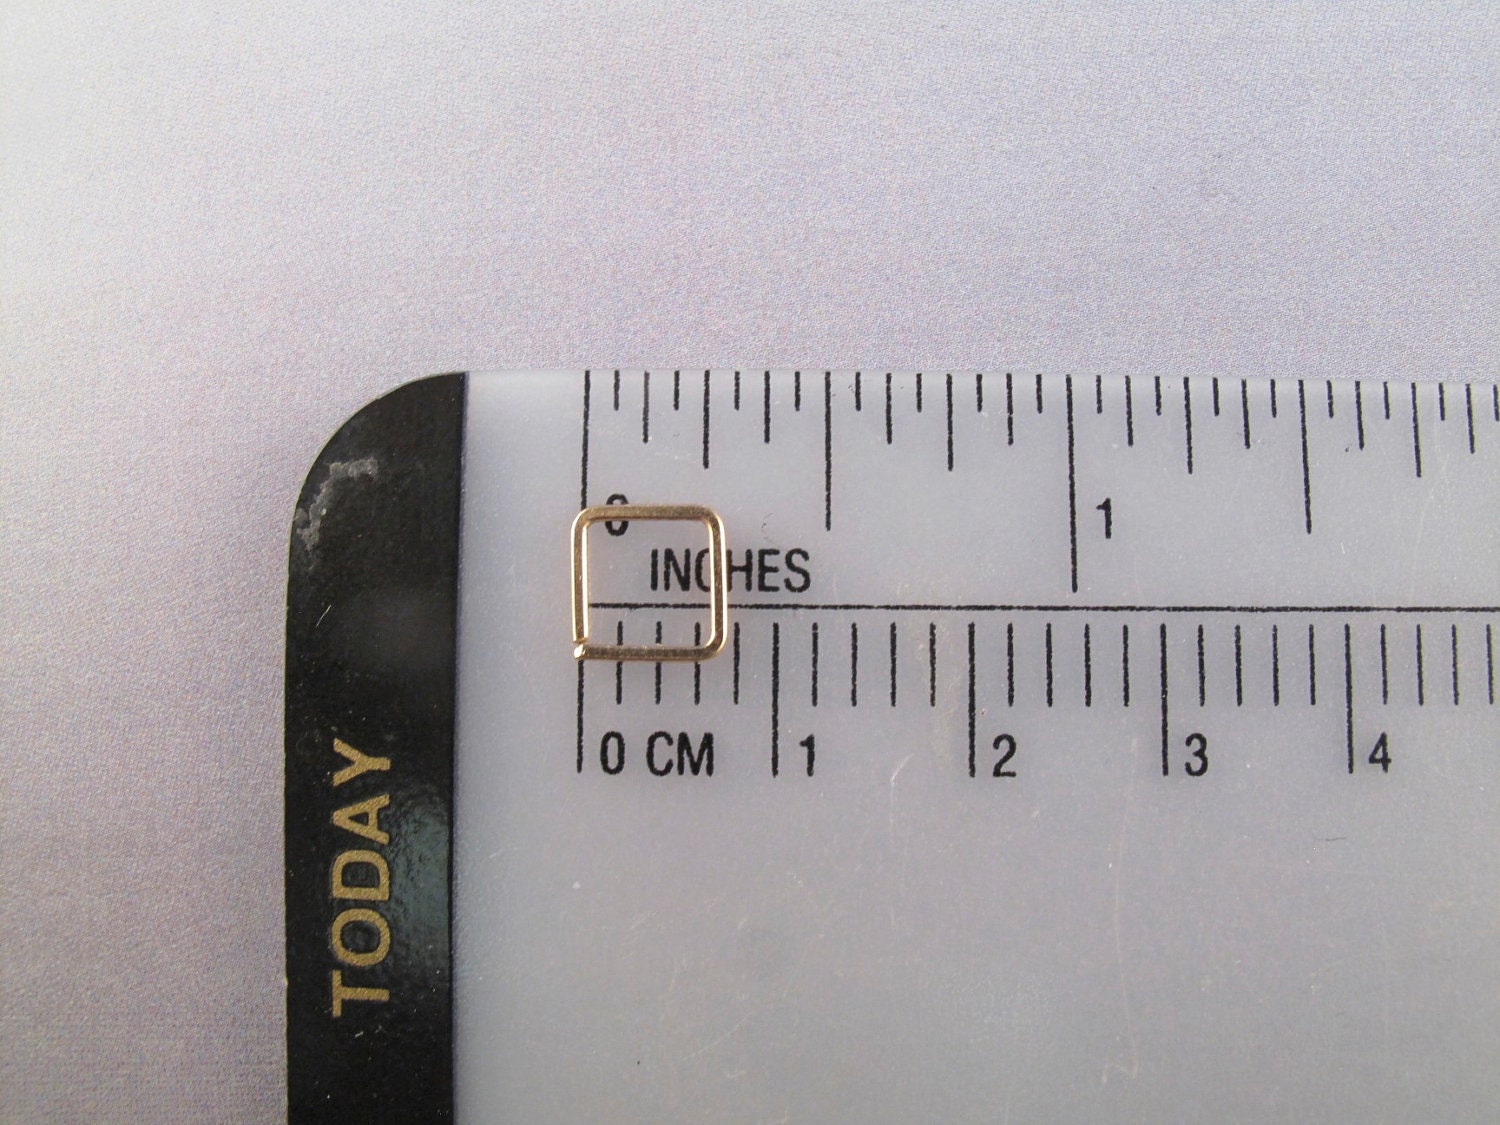 0 1
INCHES
0 CM 1 2 3 4
TODAY